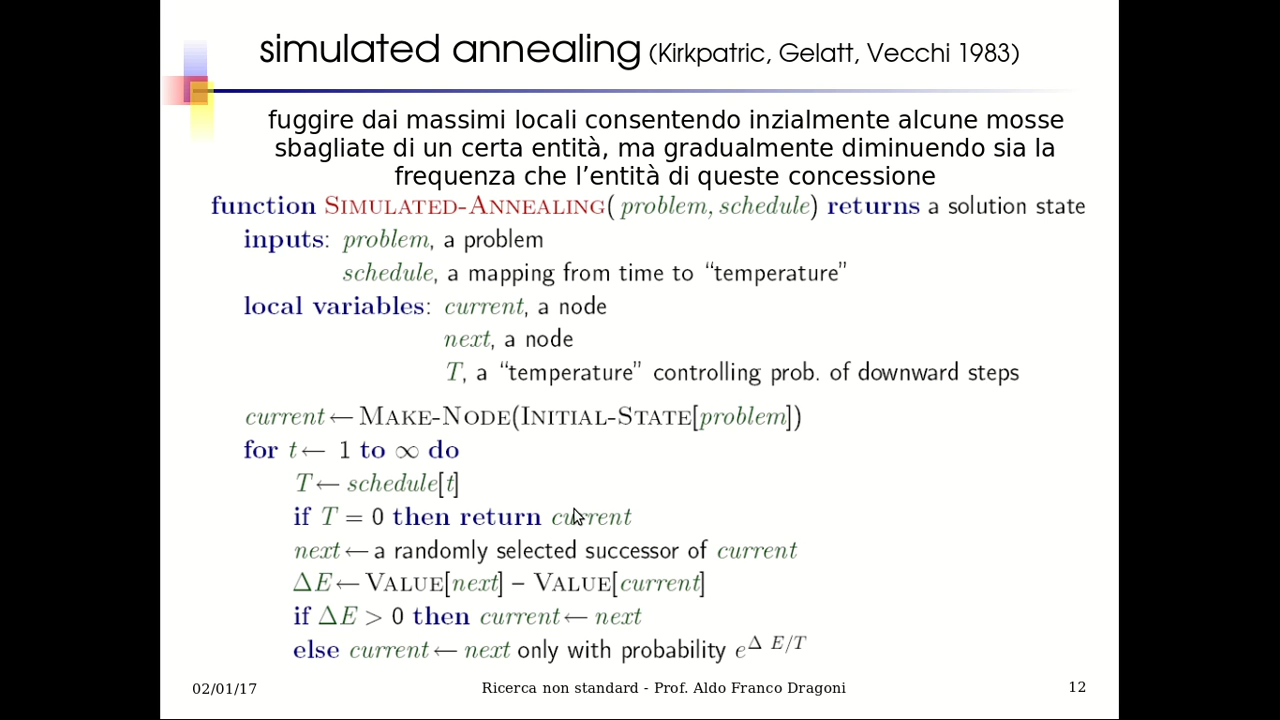 simulated annealing (Kirkpatric, Gelatt, Vecchi 1983)
fuggire dai massimi locali consentendo inzialmente alcune mosse
sbagliate di un certa entità, ma gradualmente diminuendo sia la
frequenza che l’entità di queste concessione
function SIMULATED-ANNEALING( problem, schedule) returns a solution state
inputs: problem, a problem
schedule, a mapping from time to “temperature”
local variables: current, a node
next, a node
T, a “temperature” controlling prob. of downward steps
current ← MAKE-NODE(INITIAL-STATE[problem])
for t ← 1 to ∞ do
T ← schedule[t]
if T = 0 then return current
next ← a randomly selected successor of current
ΔE ← VALUE[next] – VALUE[current]
if ΔE > 0 then current ← next
else current ← next only with probability e^Δ E/T
02/01/17 Ricerca non standard - Prof. Aldo Franco Dragoni 12